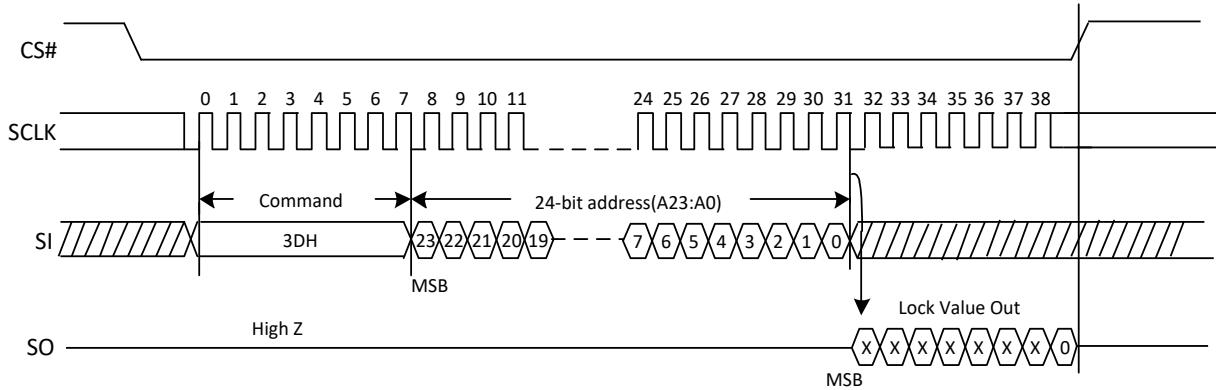 CS#
0 1 2 3 4 5 6 7 8 9 10 11 24 25 26 27 28 29 30 31 32 33 34 35 36 37 38
SCLK
Command 24-bit address(A23:A0)
SI 3DH 23 22 21 20 19 7 6 5 4 3 2 1 0
MSB
High Z Lock Value Out
SO X X X X X X X 0
MSB